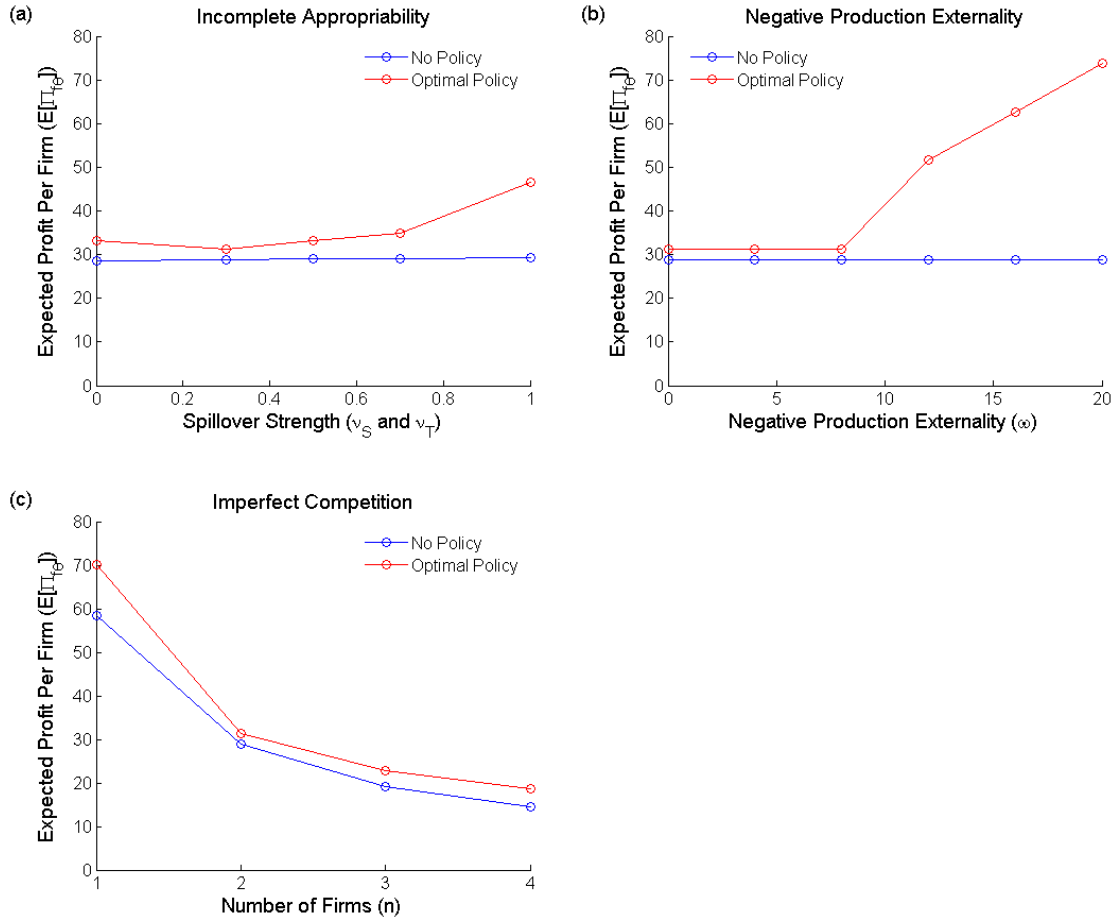 (a)
Incomplete Appropriability
80
70
60
50
40
30
20
10
0
Expected Profit Per Firm (E[Π_fθ])
No Policy
Optimal Policy
0 0.2 0.4 0.6 0.8 1
Spillover Strength (ν_S and ν_T)
(b)
Negative Production Externality
80
70
60
50
40
30
20
10
0
Expected Profit Per Firm (E[Π_fθ])
No Policy
Optimal Policy
0 5 10 15 20
Negative Production Externality (ϖ)
(c)
Imperfect Competition
80
70
60
50
40
30
20
10
0
Expected Profit Per Firm (E[Π_fθ])
No Policy
Optimal Policy
1 2 3 4
Number of Firms (n)